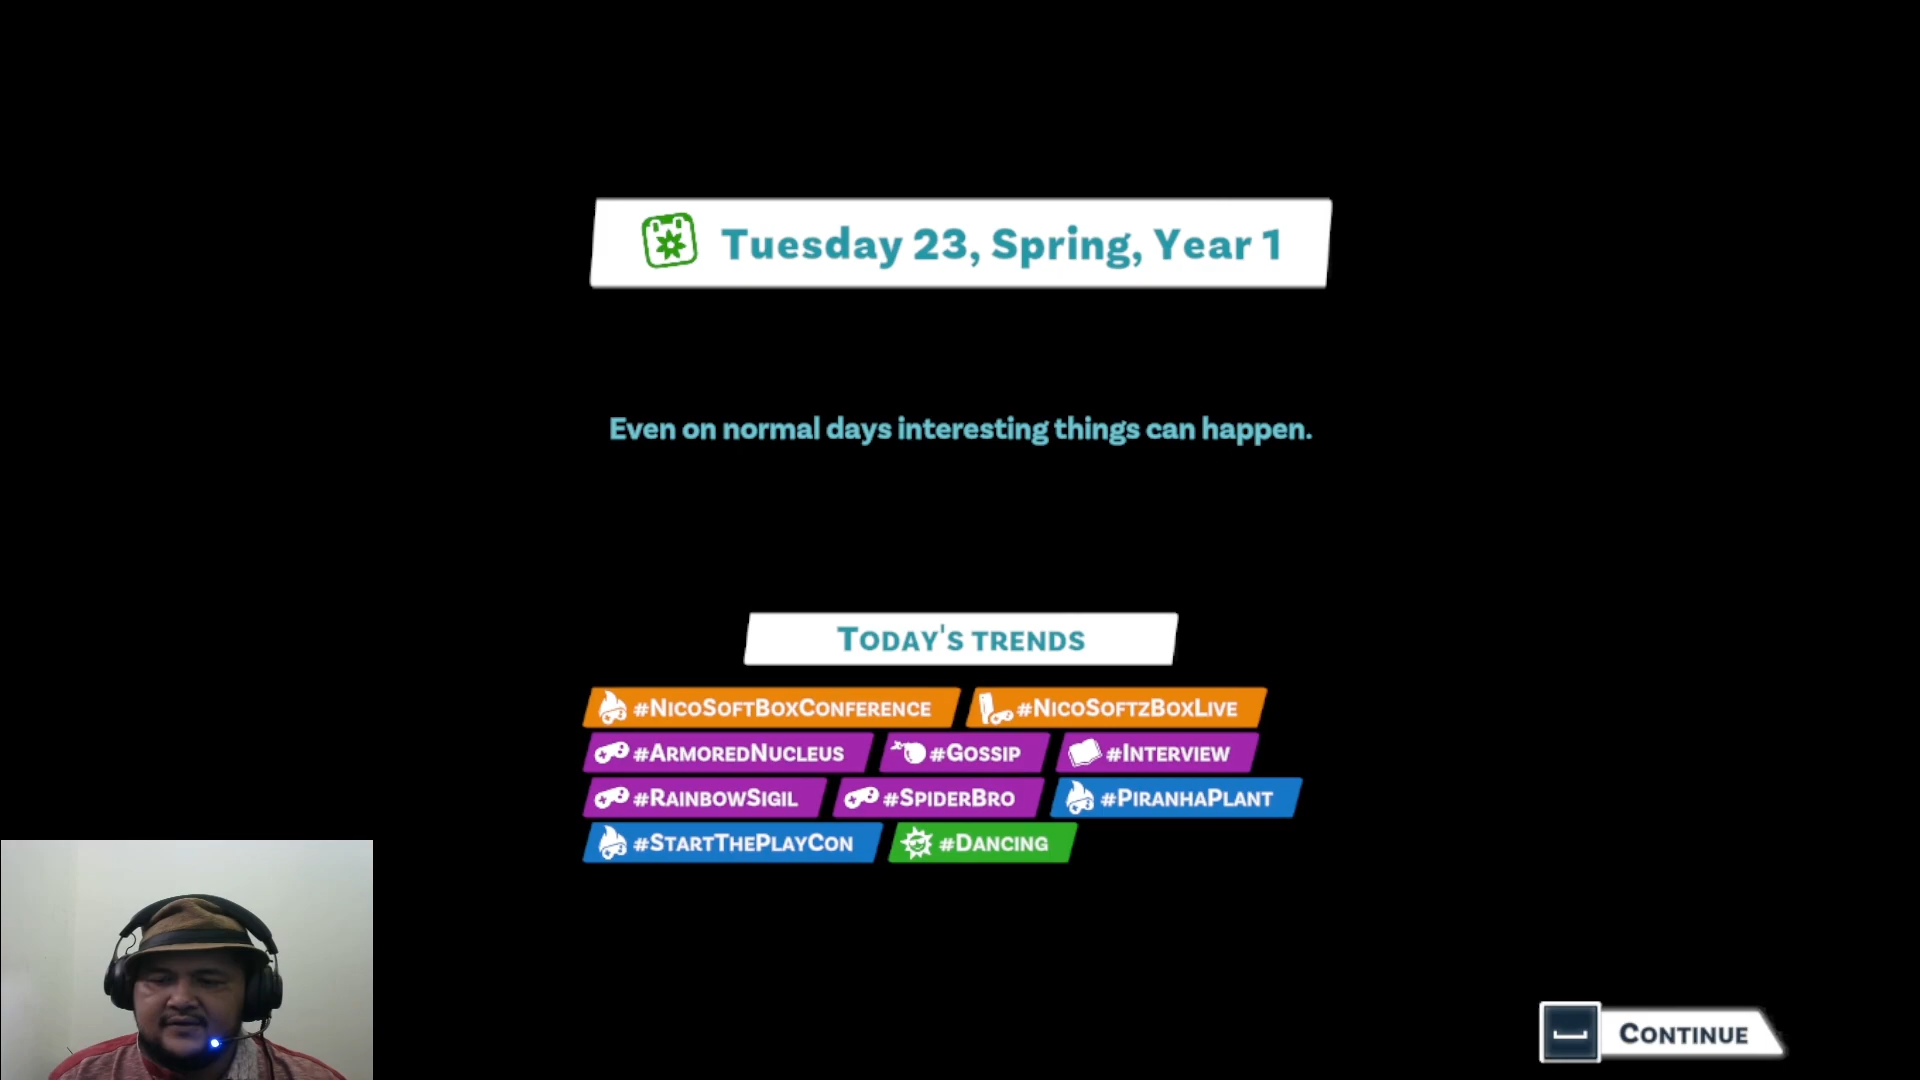 Tuesday 23, Spring, Year 1
Even on normal days interesting things can happen.
TODAY'S TRENDS
#NICOSOFTBOXCONFERENCE #NICOSOFTZBOXLIVE
#ARMOREDNUCLEUS #GOSSIP #INTERVIEW
#RAINBOWSIGIL #SPIDERBRO #PIRANHAPLANT
#STARTTHEPLAYCON #DANCING
CONTINUE